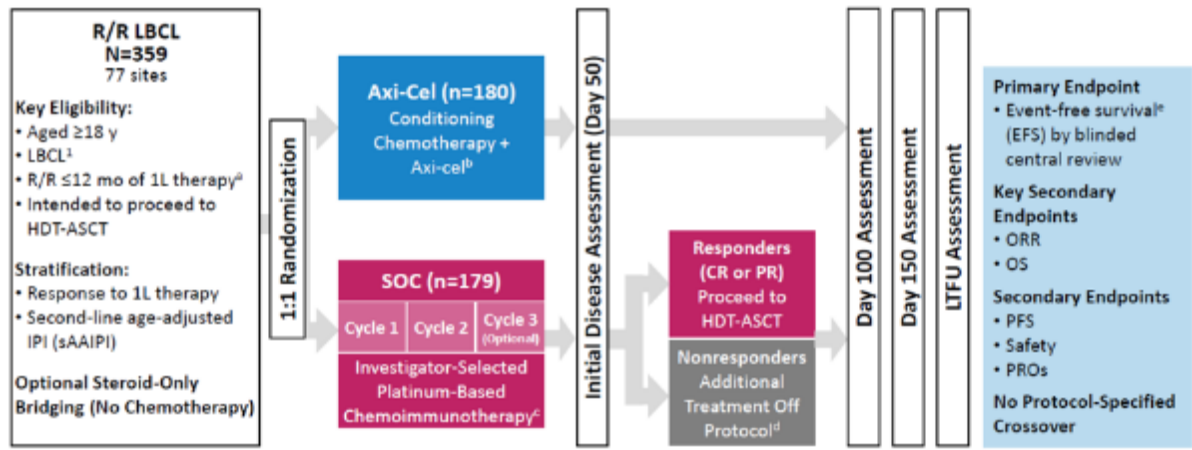 R/R LBCL
N=359
77 sites
Key Eligibility:
• Aged ≥18 y
• LBCL¹
• R/R ≤12 mo of 1L therapyᵃ
• Intended to proceed to
HDT-ASCT
Stratification:
• Response to 1L therapy
• Second-line age-adjusted
IPI (sAAIPI)
Optional Steroid-Only
Bridging (No Chemotherapy)
1:1 Randomization
Axi-Cel (n=180)
Conditioning
Chemotherapy +
Axi-celᵇ
SOC (n=179)
Cycle 1
Cycle 2
Cycle 3
(Optional)
Investigator-Selected
Platinum-Based
Chemoimmunotherapyᶜ
Initial Disease Assessment (Day 50)
Responders
(CR or PR)
Proceed to
HDT-ASCT
Nonresponders
Additional
Treatment Off
Protocolᵈ
Day 100 Assessment
Day 150 Assessment
LTFU Assessment
Primary Endpoint
• Event-free survivalᵉ
(EFS) by blinded
central review
Key Secondary
Endpoints
• ORR
• OS
Secondary Endpoints
• PFS
• Safety
• PROs
No Protocol-Specified
Crossover